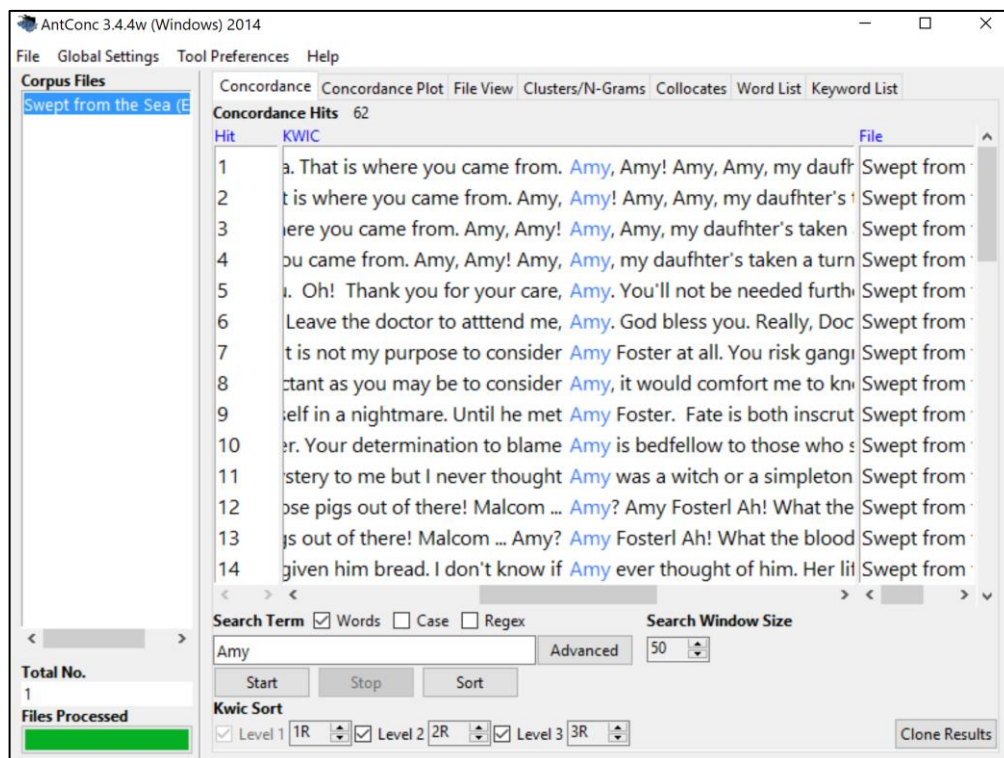 AntConc 3.4.4w (Windows) 2014
File Global Settings Tool Preferences Help
Corpus Files
Swept from the Sea (E
Total No.
1
Files Processed
Concordance Concordance Plot File View Clusters/N-Grams Collocates Word List Keyword List
Concordance Hits 62
Hit KWIC File
1 a. That is where you came from. Amy, Amy! Amy, Amy, my daufh Swept from
2 t is where you came from. Amy, Amy! Amy, Amy, my daufhter's t Swept from
3 ere you came from. Amy, Amy! Amy, Amy, my daufhter's taken Swept from
4 ou came from. Amy, Amy! Amy, Amy, my daufhter's taken a turn Swept from
5 . Oh! Thank you for your care, Amy. You'll not be needed furth Swept from
6 Leave the doctor to atttend me, Amy. God bless you. Really, Doc Swept from
7 t is not my purpose to consider Amy Foster at all. You risk gang Swept from
8 ctant as you may be to consider Amy, it would comfort me to kn Swept from
9 self in a nightmare. Until he met Amy Foster. Fate is both inscrut Swept from
10 er. Your determination to blame Amy is bedfellow to those who s Swept from
11 ystery to me but I never thought Amy was a witch or a simpleton Swept from
12 ose pigs out of there! Malcom ... Amy? Amy Fosterl Ah! What the Swept from
13 gs out of there! Malcom ... Amy? Amy Fosterl Ah! What the blood Swept from
14 given him bread. I don't know if Amy ever thought of him. Her lif Swept from
Search Term Words Case Regex Search Window Size
Amy Advanced 50
Start Stop Sort
Kwic Sort
Level 1 1R Level 2 2R Level 3 3R Clone Results